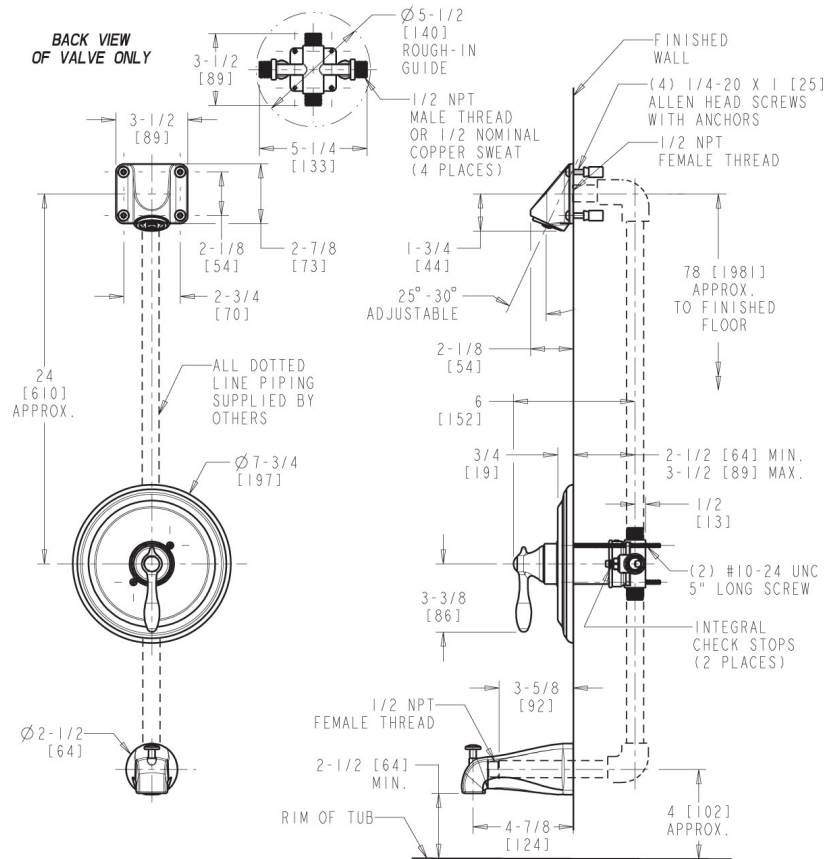 BACK VIEW
OF VALVE ONLY
3-1/2
[89]
5-1/4
[133]
Ø 5-1/2
[140]
ROUGH-IN
GUIDE
1/2 NPT
MALE THREAD
OR 1/2 NOMINAL
COPPER SWEAT
(4 PLACES)
FINISHED
WALL
(4) 1/4-20 X 1 [25]
ALLEN HEAD SCREWS
WITH ANCHORS
1/2 NPT
FEMALE THREAD
3-1/2
[89]
2-1/8
[54]
2-7/8
[73]
2-3/4
[70]
1-3/4
[44]
25°-30°
ADJUSTABLE
2-1/8
[54]
78 [1981]
APPROX.
TO FINISHED
FLOOR
24
[610]
APPROX.
ALL DOTTED
LINE PIPING
SUPPLIED BY
OTHERS
6
[152]
3/4
[19]
2-1/2 [64] MIN.
3-1/2 [89] MAX.
1/2
[13]
Ø 7-3/4
[197]
3-3/8
[86]
(2) #10-24 UNC
5" LONG SCREW
INTEGRAL
CHECK STOPS
(2 PLACES)
3-5/8
[92]
1/2 NPT
FEMALE THREAD
Ø 2-1/2
[64]
2-1/2 [64]
MIN.
RIM OF TUB
4-7/8
[124]
4 [102]
APPROX.